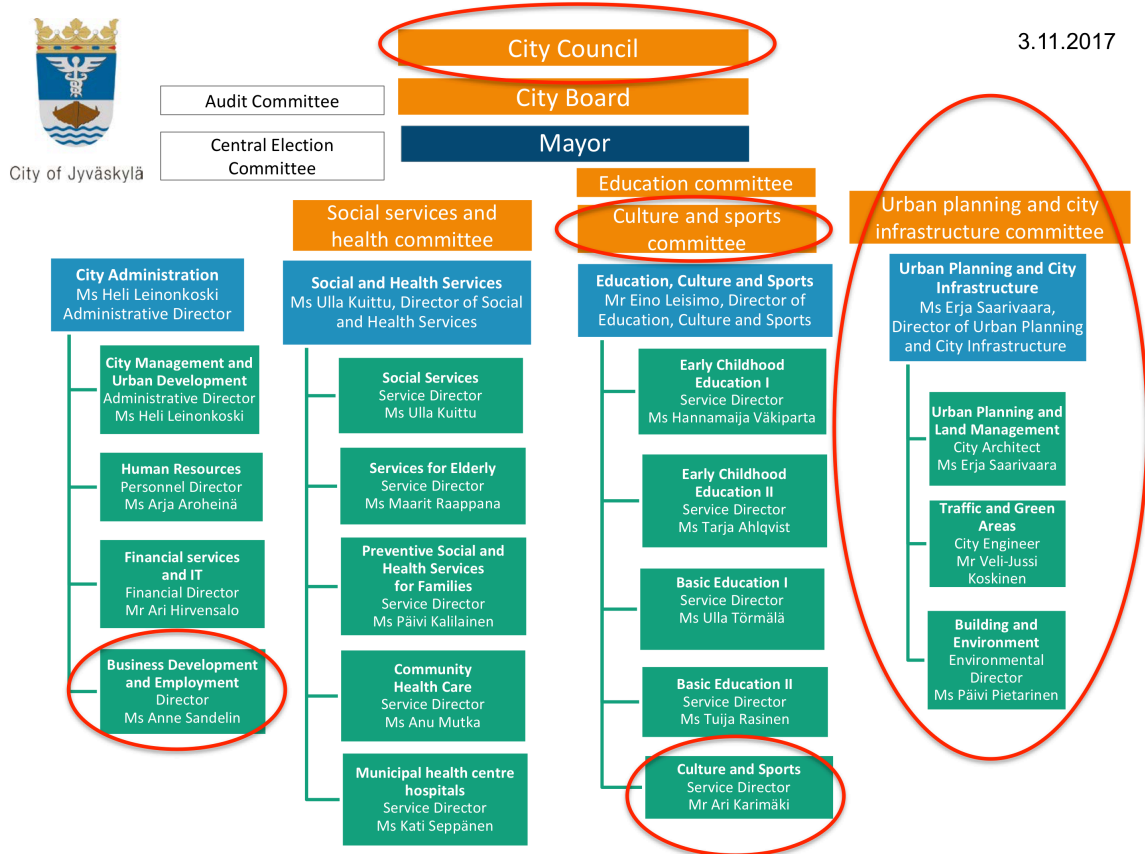 City Council
3.11.2017
City Board
Audit Committee
Mayor
Central Election
Committee
City of Jyväskylä
Education committee
Social services and
health committee
Culture and sports
committee
Urban planning and city
infrastructure committee
City Administration
Ms Heli Leinonkoski
Administrative Director
City Management and
Urban Development
Administrative Director
Ms Heli Leinonkoski
Human Resources
Personnel Director
Ms Arja Aroheinä
Financial services
and IT
Financial Director
Mr Ari Hirvensalo
Business Development
and Employment
Director
Ms Anne Sandelin
Social and Health Services
Ms Ulla Kuittu, Director of Social
and Health Services
Social Services
Service Director
Ms Ulla Kuittu
Services for Elderly
Service Director
Ms Maarit Raappana
Preventive Social and
Health Services
for Families
Service Director
Ms Päivi Kalilainen
Community
Health Care
Service Director
Ms Anu Mutka
Municipal health centre
hospitals
Service Director
Ms Kati Seppänen
Education, Culture and Sports
Mr Eino Leisimo, Director of
Education, Culture and Sports
Early Childhood
Education I
Service Director
Ms Hannamaija Väkiparta
Early Childhood
Education II
Service Director
Ms Tarja Ahlqvist
Basic Education I
Service Director
Ms Ulla Törmälä
Basic Education II
Service Director
Ms Tuija Rasinen
Culture and Sports
Service Director
Mr Ari Karimäki
Urban Planning and City
Infrastructure
Ms Erja Saarivaara,
Director of Urban Planning
and City Infrastructure
Urban Planning and
Land Management
City Architect
Ms Erja Saarivaara
Traffic and Green
Areas
City Engineer
Mr Veli-Jussi
Koskinen
Building and
Environment
Environmental
Director
Ms Päivi Pietarinen